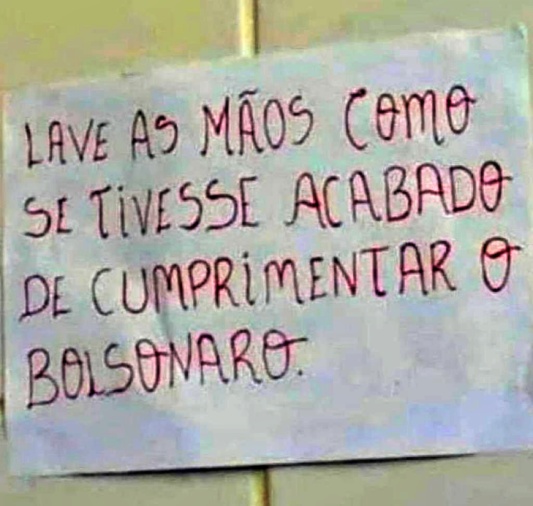 LAVE AS MÃOS COMO
SE TIVESSE ACABADO
DE CUMPRIMENTAR O
BOLSONARO.